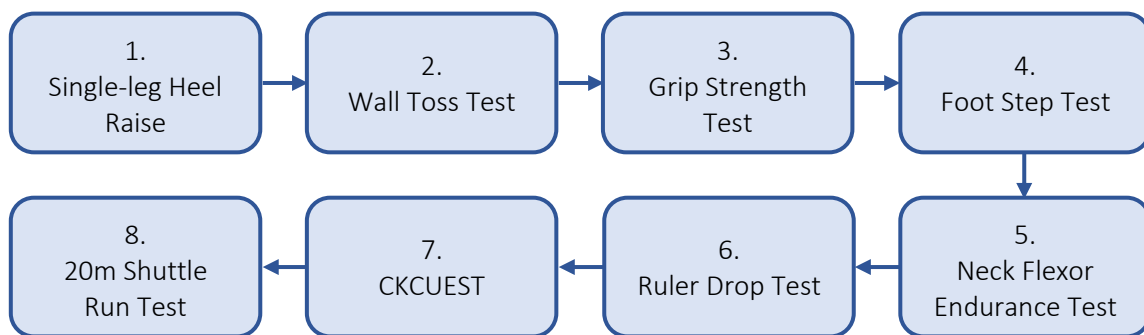 1.
Single-leg Heel
Raise
2.
Wall Toss Test
3.
Grip Strength
Test
4.
Foot Step Test
5.
Neck Flexor
Endurance Test
6.
Ruler Drop Test
7.
CKCUEST
8.
20m Shuttle
Run Test